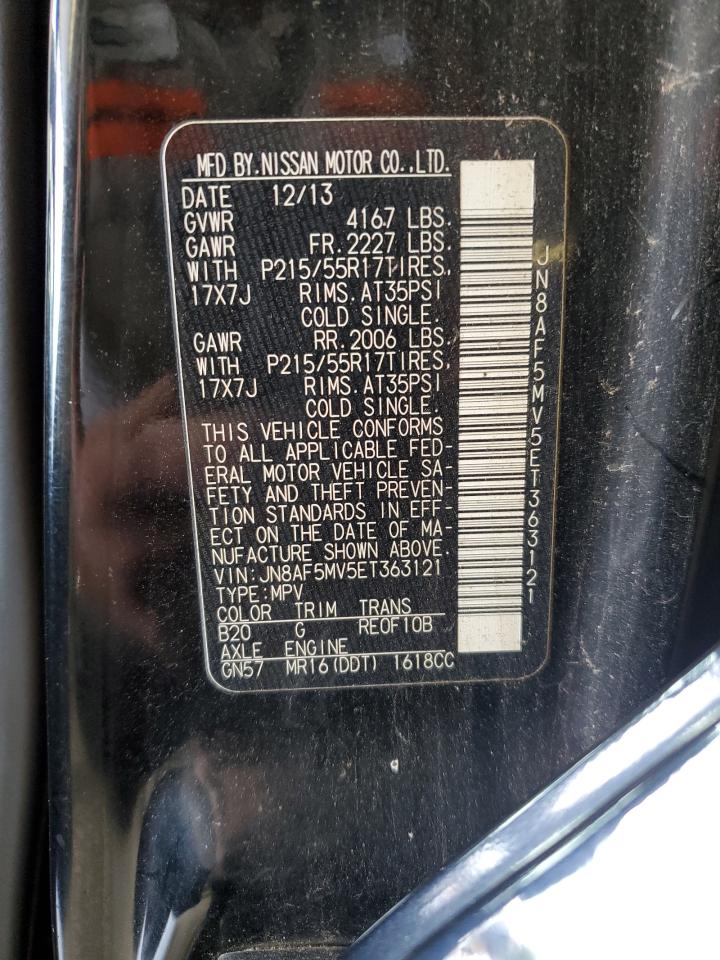 MFD BY.NISSAN MOTOR CO.,LTD.
DATE 12/13
GVWR 4167 LBS.
GAWR FR.2227 LBS.
WITH P215/55R17TIRES,
17X7J RIMS.AT35PSI
COLD SINGLE.
GAWR RR.2006 LBS.
WITH P215/55R17TIRES,
17X7J RIMS.AT35PSI
COLD SINGLE.
THIS VEHICLE CONFORMS
TO ALL APPLICABLE FED-
ERAL MOTOR VEHICLE SA-
FETY AND THEFT PREVEN-
TION STANDARDS IN EFF-
ECT ON THE DATE OF MA-
NUFACTURE SHOWN ABOVE.
VIN:JN8AF5MV5ET363121
TYPE:MPV
COLOR TRIM TRANS
B20 G RE0F10B
AXLE ENGINE
GN57 MR16(DDT) 1618CC
JN8AF5MV5ET363121